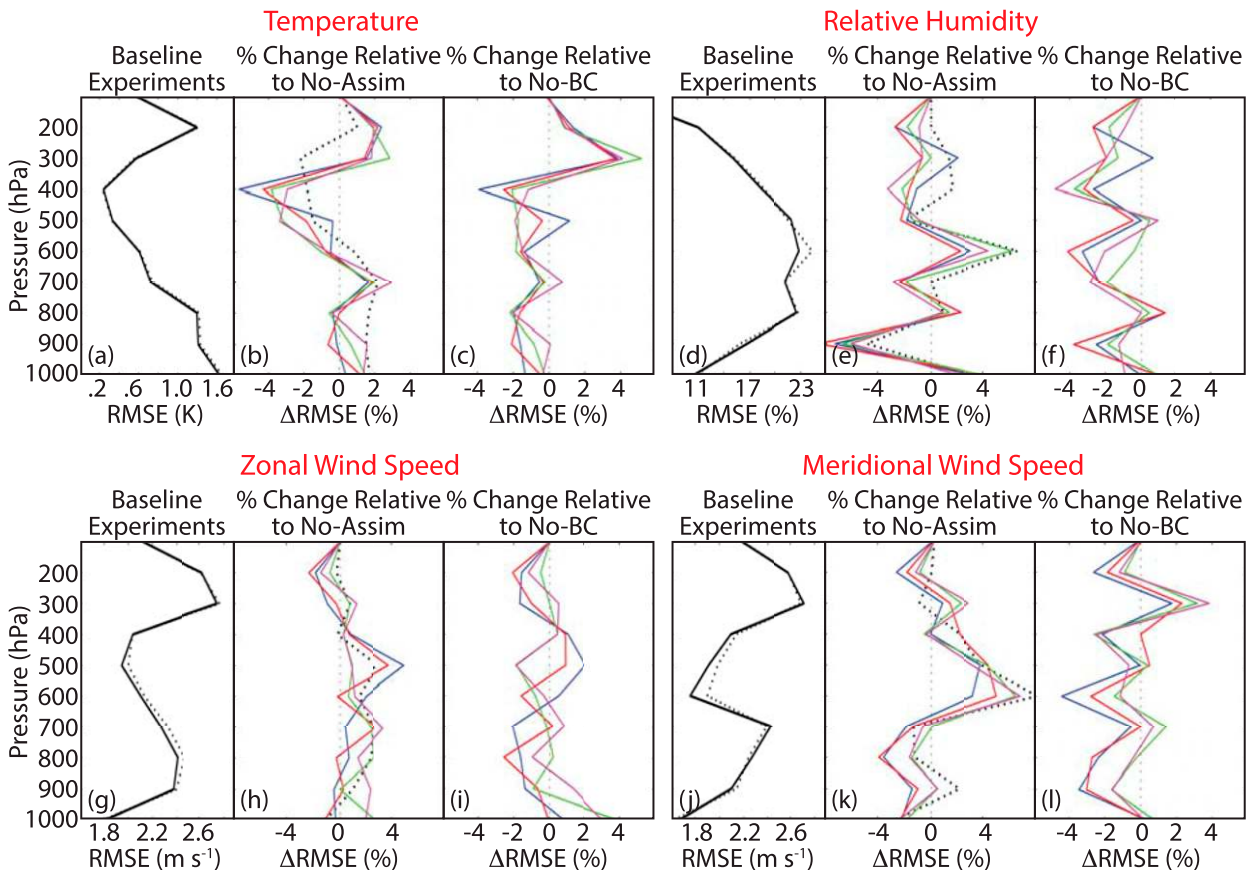 Temperature
Relative Humidity
Baseline Experiments
% Change Relative to No-Assim
% Change Relative to No-BC
Baseline Experiments
% Change Relative to No-Assim
% Change Relative to No-BC
Pressure (hPa)
200
300
400
500
600
700
800
900
1000
(a)
(b)
(c)
(d)
(e)
(f)
.2 .6 1.0 1.6
-4 -2 0 2 4
-4 -2 0 2 4
11 17 23
-4 0 4
-4 -2 0 2 4
RMSE (K)
ΔRMSE (%)
ΔRMSE (%)
RMSE (%)
ΔRMSE (%)
ΔRMSE (%)
Zonal Wind Speed
Meridional Wind Speed
Baseline Experiments
% Change Relative to No-Assim
% Change Relative to No-BC
Baseline Experiments
% Change Relative to No-Assim
% Change Relative to No-BC
Pressure (hPa)
200
300
400
500
600
700
800
900
1000
(g)
(h)
(i)
(j)
(k)
(l)
1.8 2.2 2.6
-4 0 2 4
-4 -2 0 2 4
1.8 2.2 2.6
-4 -2 0 2 4
-4 -2 0 2 4
RMSE (m s⁻¹)
ΔRMSE (%)
ΔRMSE (%)
RMSE (m s⁻¹)
ΔRMSE (%)
ΔRMSE (%)